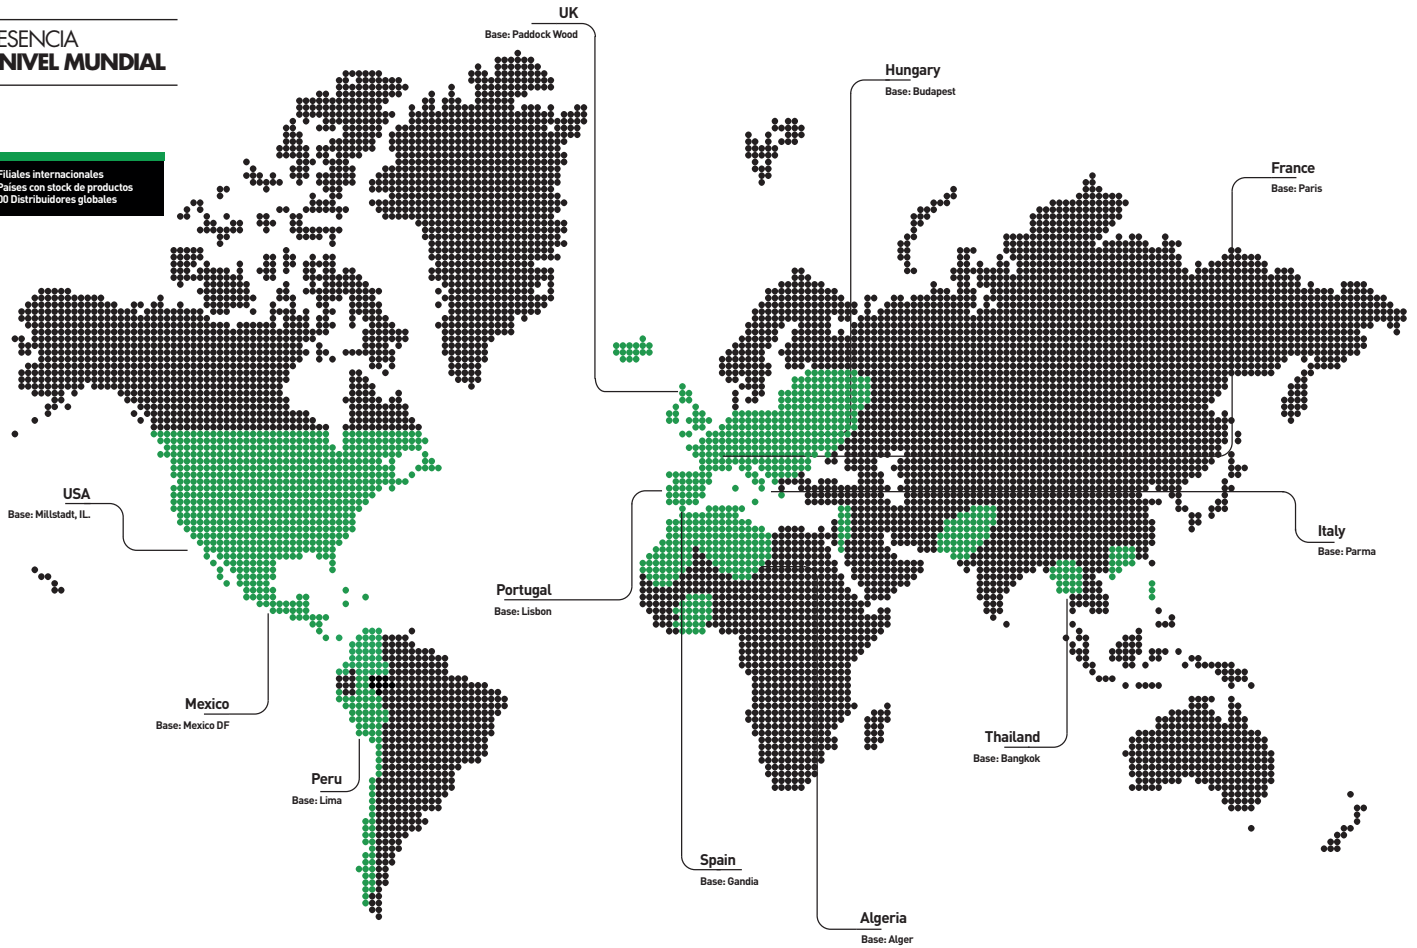 ESENCIA
NIVEL MUNDIAL
Filiales internacionales
Países con stock de productos
00 Distribuidores globales
UK
Base: Paddock Wood
Hungary
Base: Budapest
France
Base: Paris
USA
Base: Millstadt, IL.
Italy
Base: Parma
Portugal
Base: Lisbon
Mexico
Base: Mexico DF
Thailand
Base: Bangkok
Peru
Base: Lima
Spain
Base: Gandia
Algeria
Base: Alger